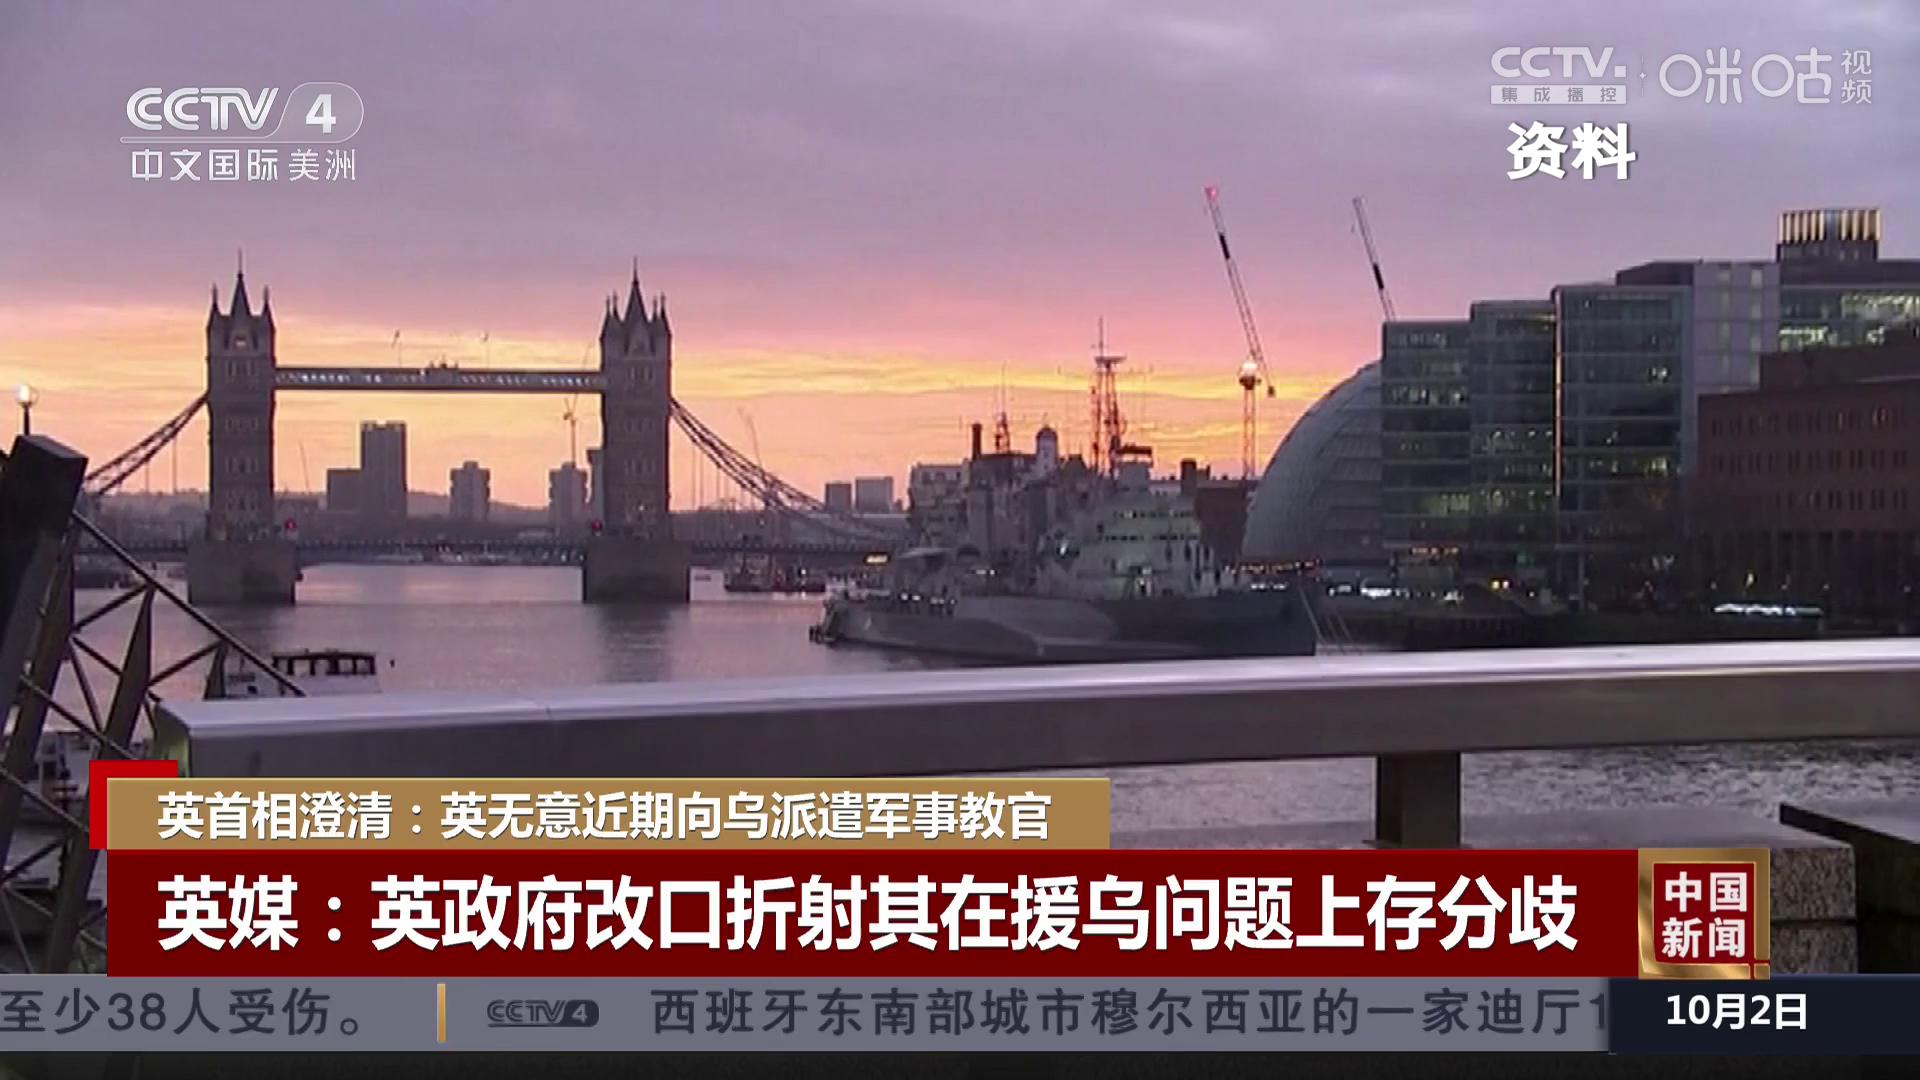 CCTV 4
中文国际 美洲
CCTV.
集成播控
咪咕视频
资料
英首相澄清：英无意近期向乌派遣军事教官
英媒：英政府改口折射其在援乌问题上存分歧
中国新闻
至少38人受伤。
CCTV 4
西班牙东南部城市穆尔西亚的一家迪厅1
10月2日